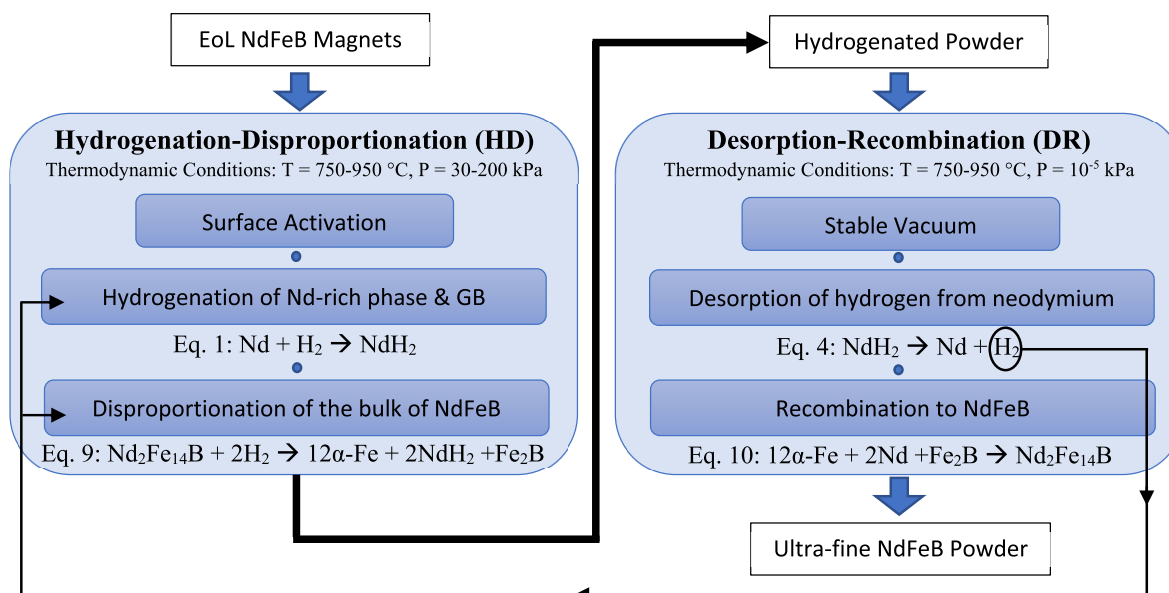 EoL NdFeB Magnets
Hydrogenation-Disproportionation (HD)
Thermodynamic Conditions: T = 750-950 °C, P = 30-200 kPa
Surface Activation
Hydrogenation of Nd-rich phase & GB
Eq. 1: Nd + H₂ → NdH₂
Disproportionation of the bulk of NdFeB
Eq. 9: Nd₂Fe₁₄B + 2H₂ → 12α-Fe + 2NdH₂ +Fe₂B
Hydrogenated Powder
Desorption-Recombination (DR)
Thermodynamic Conditions: T = 750-950 °C, P = 10⁻⁵ kPa
Stable Vacuum
Desorption of hydrogen from neodymium
Eq. 4: NdH₂ → Nd + H₂
Recombination to NdFeB
Eq. 10: 12α-Fe + 2Nd +Fe₂B → Nd₂Fe₁₄B
Ultra-fine NdFeB Powder